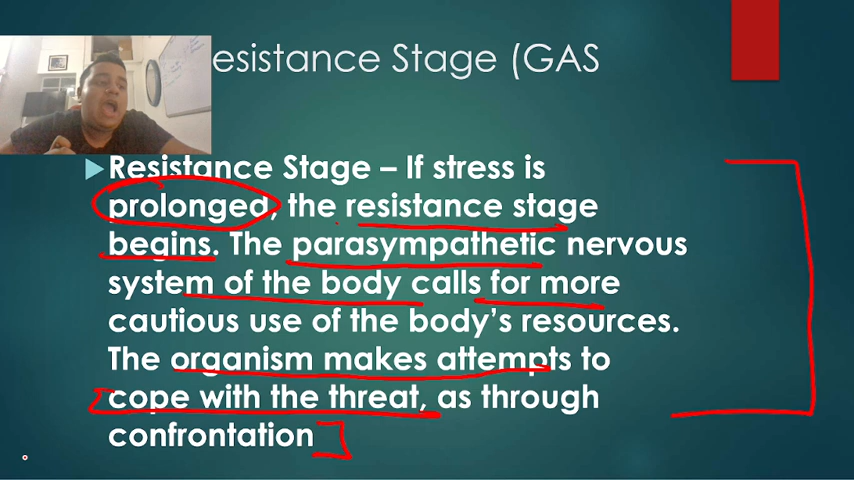 esistance Stage (GAS
Resistance Stage – If stress is
prolonged, the resistance stage
begins. The parasympathetic nervous
system of the body calls for more
cautious use of the body's resources.
The organism makes attempts to
cope with the threat, as through
confrontation